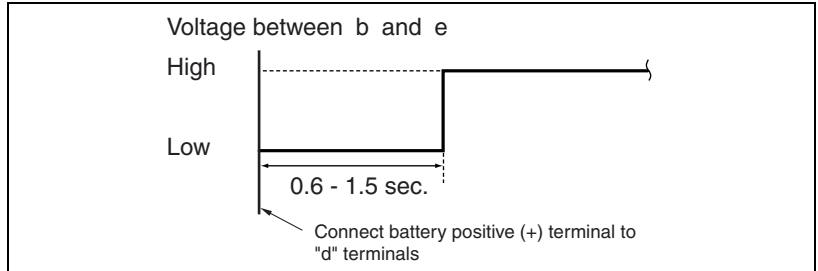 Voltage between b and e
High
Low
0.6 - 1.5 sec.
Connect battery positive (+) terminal to
"d" terminals